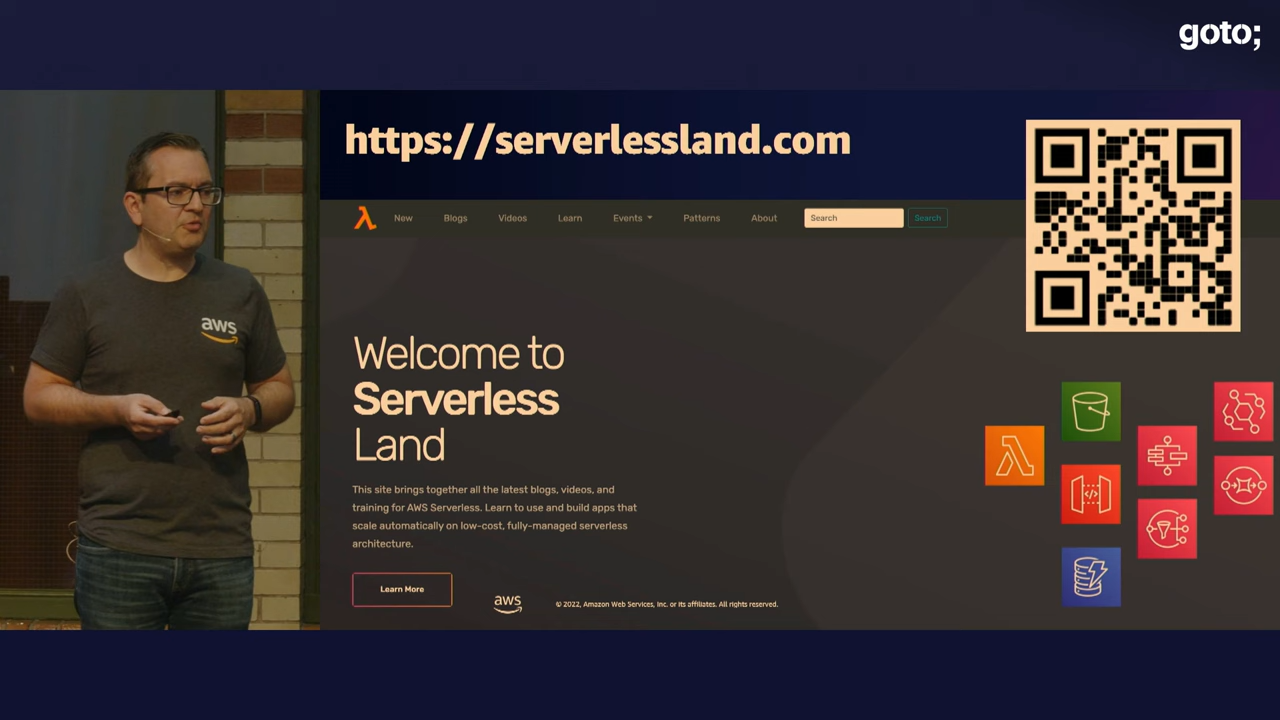 goto;
https://serverlessland.com
New Blogs Videos Learn Events Patterns About Search Search
aws
Welcome to
Serverless
Land
This site brings together all the latest blogs, videos, and
training for AWS Serverless. Learn to use and build apps that
scale automatically on low-cost, fully-managed serverless
architecture.
Learn More
aws
© 2022, Amazon Web Services, Inc. or its affiliates. All rights reserved.